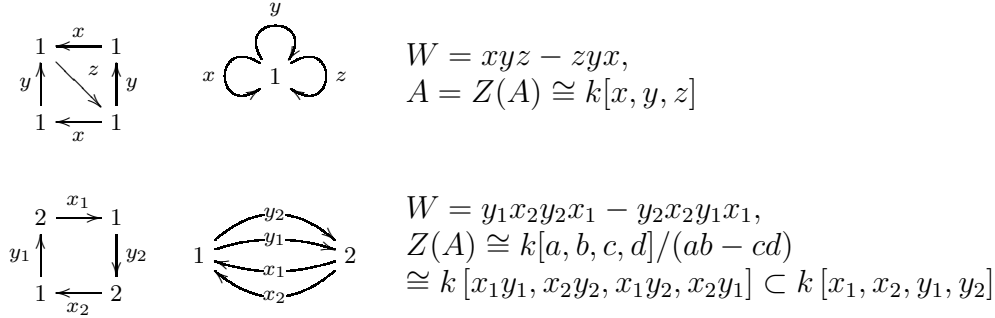 y
1 x 1
y z y
1 x 1
x 1 z
W = xyz − zyx,
A = Z(A) ≅ k[x, y, z]
2 x₁ 1
y₁ y₂
1 x₂ 2
y₂
y₁
1 2
x₁
x₂
W = y₁x₂y₂x₁ − y₂x₂y₁x₁,
Z(A) ≅ k[a, b, c, d]/(ab − cd)
≅ k [x₁y₁, x₂y₂, x₁y₂, x₂y₁] ⊂ k [x₁, x₂, y₁, y₂]